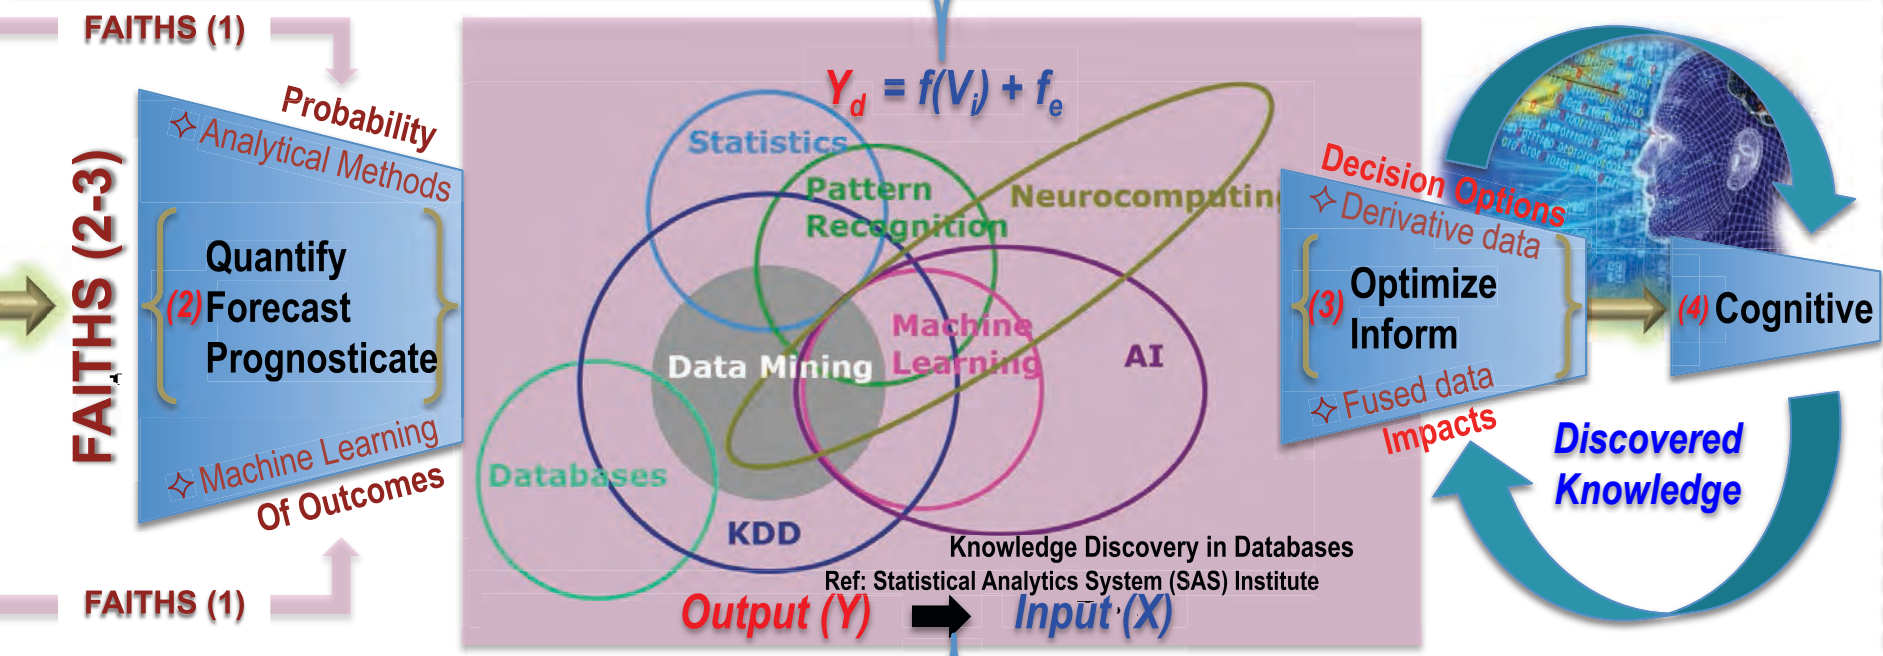 FAITHS (1)
FAITHS (2-3)
Probability
Analytical Methods
(2)
Quantify
Forecast
Prognosticate
Machine Learning
Of Outcomes
FAITHS (1)
Yd = f(Vi) + fe
Statistics
Pattern
Recognition
Neurocomputing
Machine
Learning
AI
Data Mining
Databases
KDD
Knowledge Discovery in Databases
Ref: Statistical Analytics System (SAS) Institute
Output (Y)
Input (X)
Decision Options
Derivative data
(3)
Optimize
Inform
Fused data
Impacts
(4) Cognitive
Discovered
Knowledge